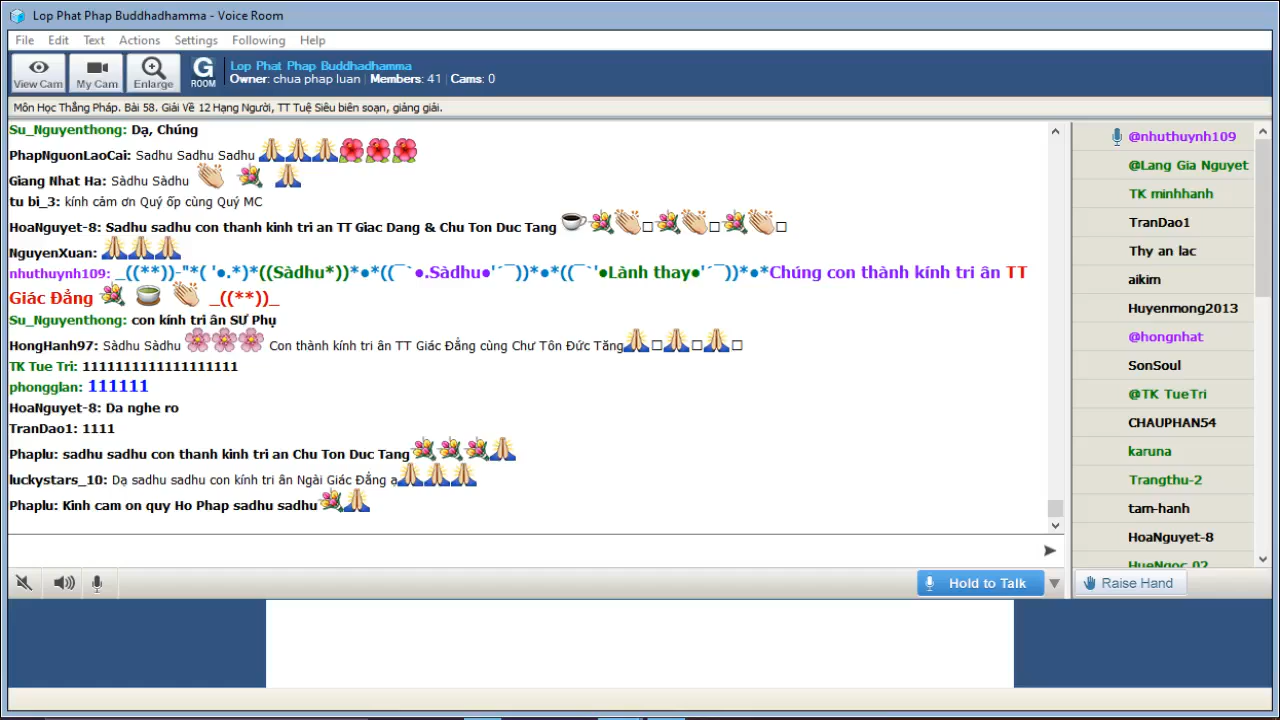 Lop Phat Phap Buddhadhamma - Voice Room
File Edit Text Actions Settings Following Help
View Cam My Cam Enlarge G ROOM
Lop Phat Phap Buddhadhamma
Owner: chua phap luan | Members: 41 | Cams: 0
Môn Học Thắng Pháp. Bài 58. Giải Về 12 Hạng Người, TT Tuệ Siêu biên soạn, giảng giải.
Su_Nguyenthong: Dạ, Chúng
PhapNguonLaoCai: Sadhu Sadhu Sadhu
Giang Nhat Ha: Sàdhu Sàdhu
tu bi_3: kính cảm ơn Quý ốp cùng Quý MC
HoaNguyet-8: Sadhu sadhu con thanh kinh tri an TT Giac Dang & Chu Ton Duc Tang
NguyenXuan:
nhuthuynh109: _((**))-"*( '●.*)*((Sàdhu*))*●*((¯`●.Sàdhu●'´¯))*●*((¯`'●Lành thay●'´¯))*●*Chúng con thành kính tri ân TT
Giác Đẳng _((**))_
Su_Nguyenthong: con kính tri ân SƯ Phụ
HongHanh97: Sàdhu Sàdhu Con thành kính tri ân TT Giác Đẳng cùng Chư Tôn Đức Tăng
TK Tue Tri: 1111111111111111111
phongglan: 111111
HoaNguyet-8: Da nghe ro
TranDao1: 1111
Phaplu: sadhu sadhu con thanh kinh tri an Chu Ton Duc Tang
luckystars_10: Dạ sadhu sadhu con kính tri ân Ngài Giác Đẳng ạ
Phaplu: Kinh cam on quy Ho Phap sadhu sadhu
@nhuthuynh109
@Lang Gia Nguyet
TK minhhanh
TranDao1
Thy an lac
aikim
Huyenmong2013
@hongnhat
SonSoul
@TK TueTri
CHAUPHAN54
karuna
Trangthu-2
tam-hanh
HoaNguyet-8
HueNgoc 02
Hold to Talk
Raise Hand